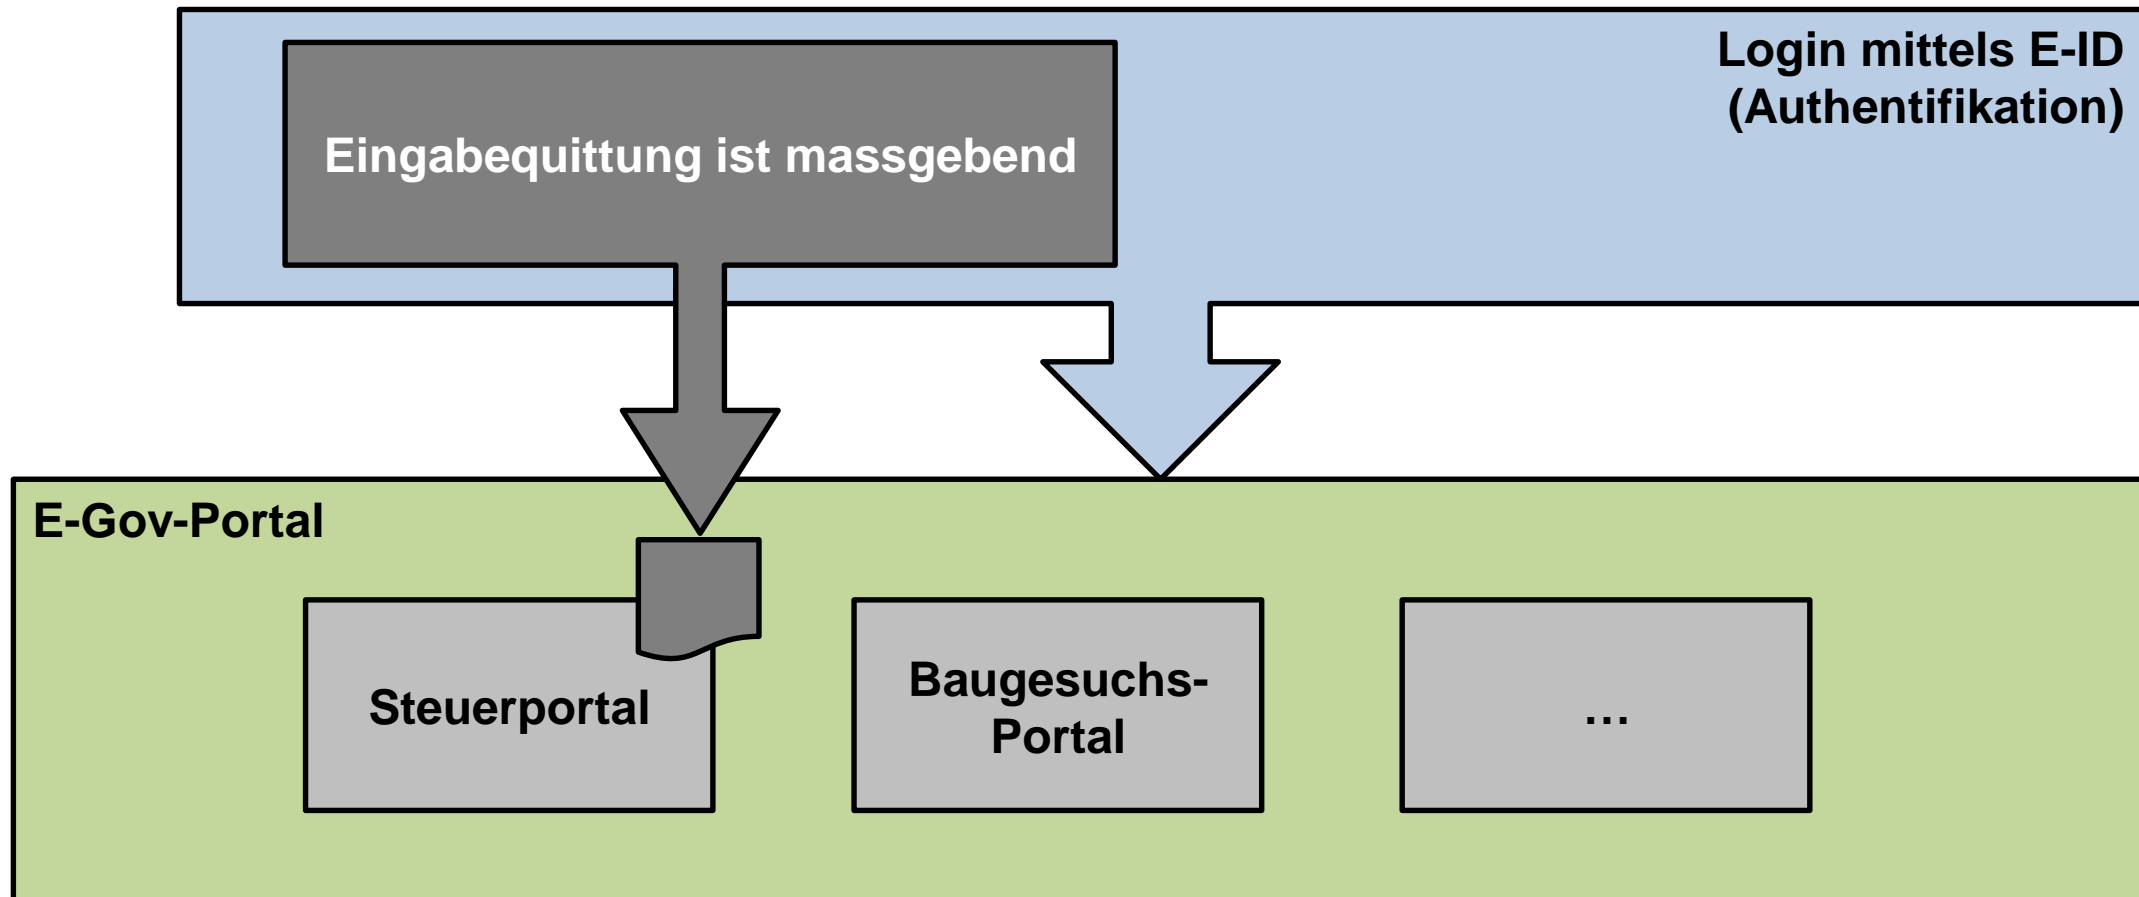 Login mittels E-ID
(Authentifikation)
Eingabequittung ist massgebend
E-Gov-Portal
Steuerportal
Baugesuchs-
Portal
...